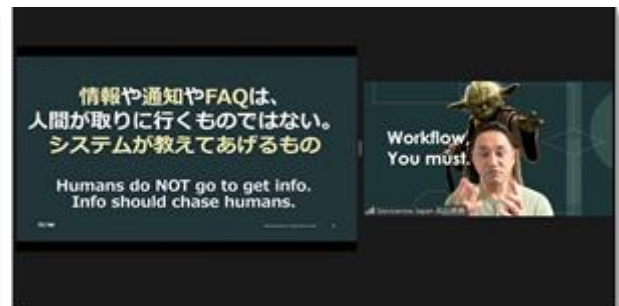 情報や通知やFAQは、
人間が取りに行くものではない。
システムが教えてあげるもの
Humans do NOT go to get info.
Info should chase humans.
Workflow,
You must.
Servicenow Japan